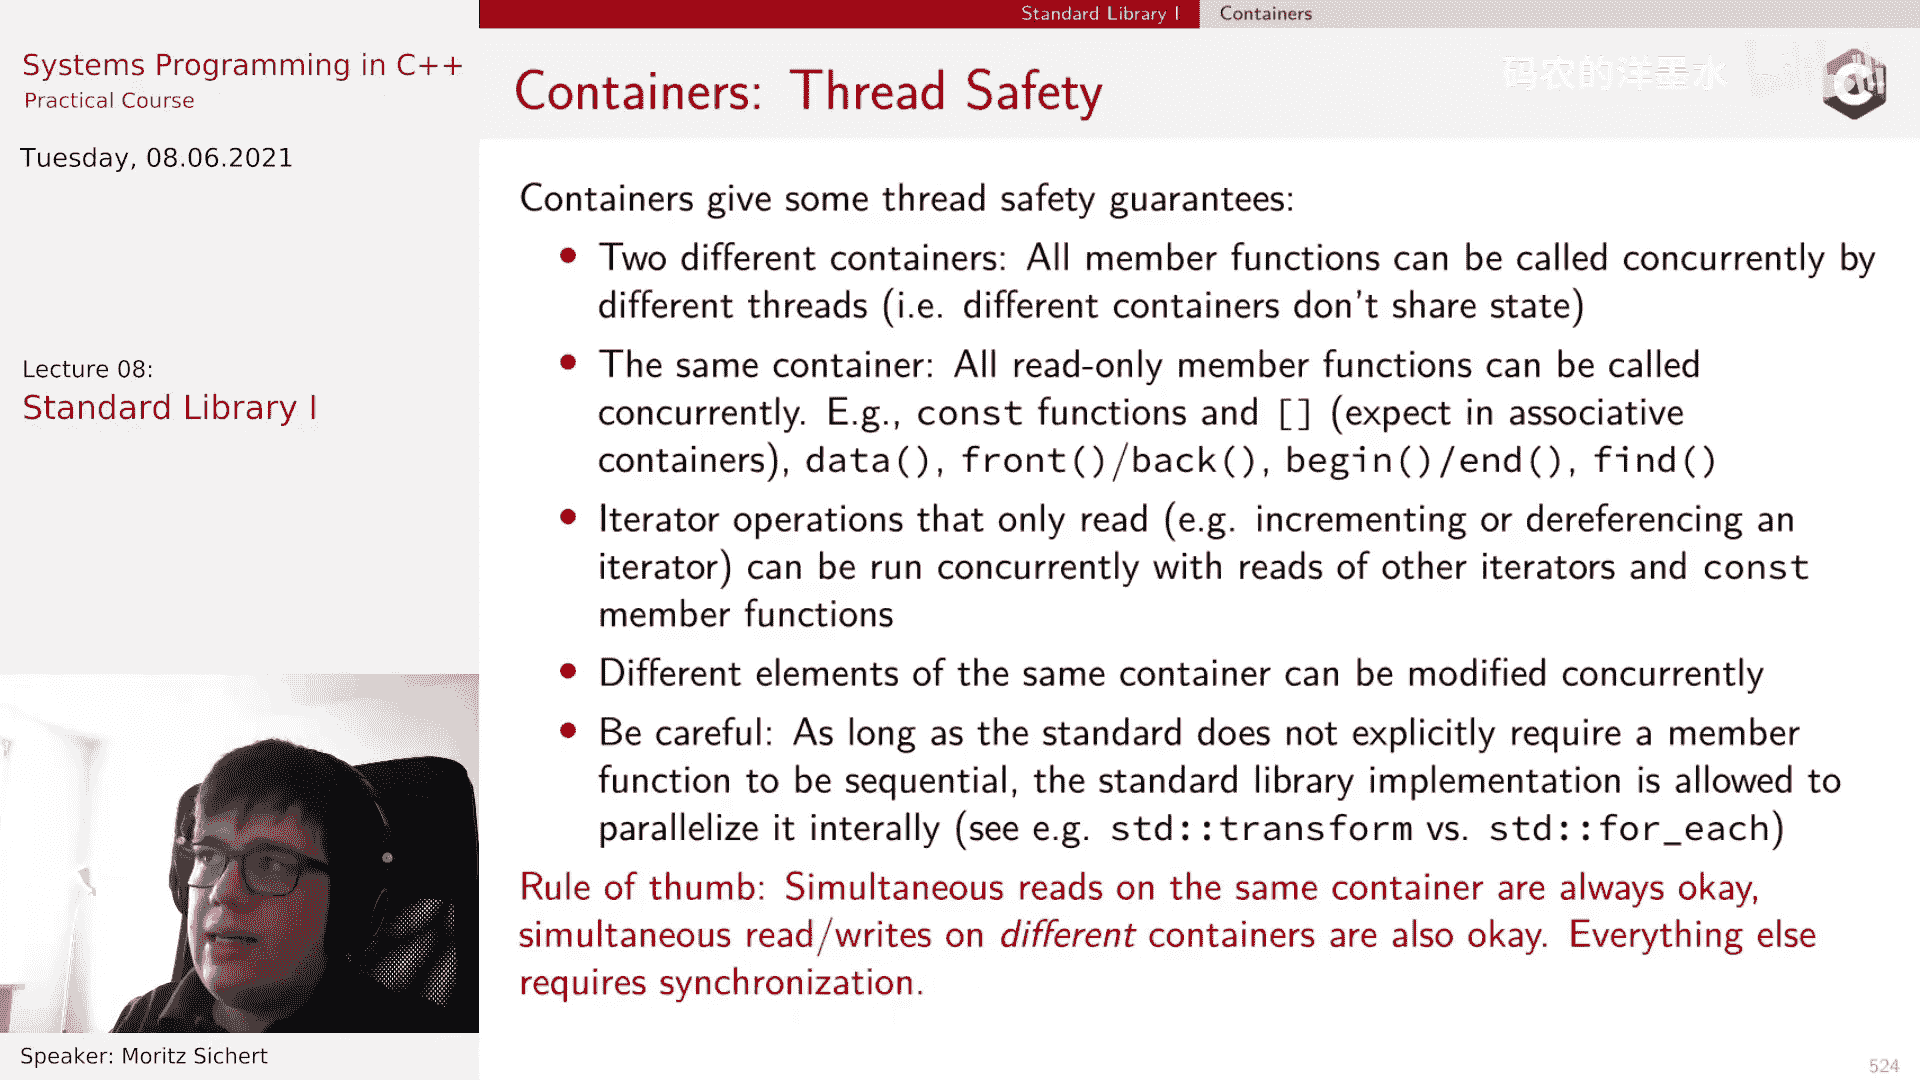 Standard Library I Containers
Systems Programming in C++
Practical Course
Tuesday, 08.06.2021
Lecture 08:
Standard Library I
Speaker: Moritz Sichert
Containers: Thread Safety
码农的洋墨水
Containers give some thread safety guarantees:
• Two different containers: All member functions can be called concurrently by
different threads (i.e. different containers don't share state)
• The same container: All read-only member functions can be called
concurrently. E.g., const functions and [] (expect in associative
containers), data(), front()/back(), begin()/end(), find()
• Iterator operations that only read (e.g. incrementing or dereferencing an
iterator) can be run concurrently with reads of other iterators and const
member functions
• Different elements of the same container can be modified concurrently
• Be careful: As long as the standard does not explicitly require a member
function to be sequential, the standard library implementation is allowed to
parallelize it interally (see e.g. std::transform vs. std::for_each)
Rule of thumb: Simultaneous reads on the same container are always okay,
simultaneous read/writes on different containers are also okay. Everything else
requires synchronization.
524